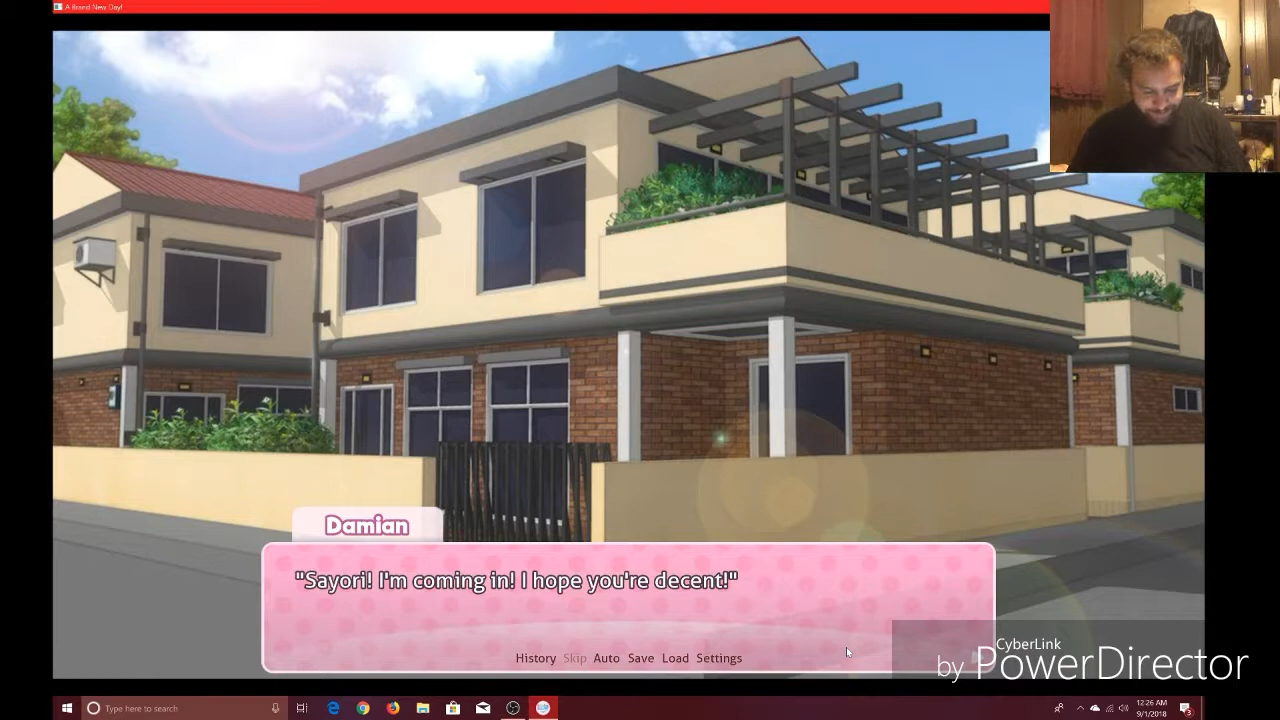 A Brand New Day!
Damian
"Sayori! I'm coming in! I hope you're decent!"
History Skip Auto Save Load Settings
CyberLink
by PowerDirector
Type here to search
12:26 AM
9/1/2018
3